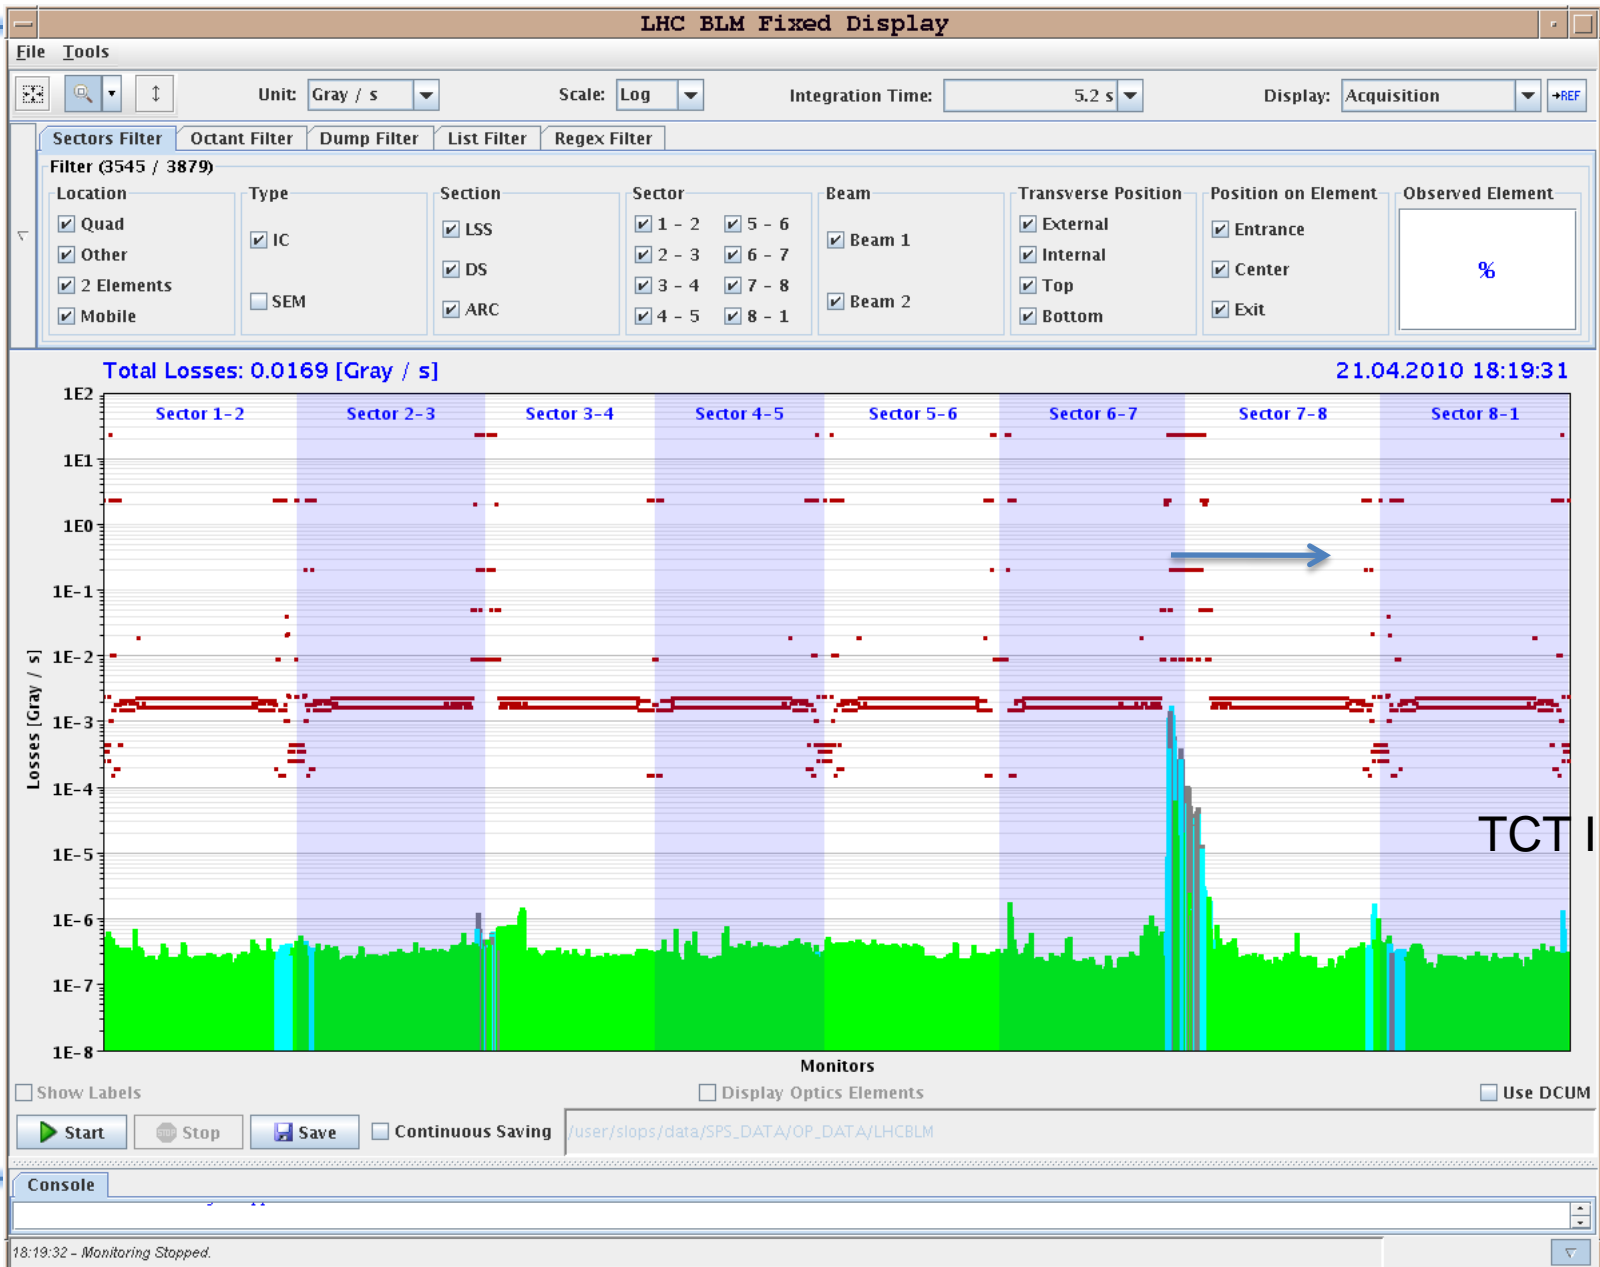 LHC BLM Fixed Display
File Tools
Unit: Gray / s Scale: Log Integration Time: 5.2 s Display: Acquisition →REF
Sectors Filter Octant Filter Dump Filter List Filter Regex Filter
Filter (3545 / 3879)
Location Type Section Sector Beam Transverse Position Position on Element Observed Element
Quad IC LSS 1 - 2 5 - 6 Beam 1 External Entrance %
Other 2 - 3 6 - 7 Internal
2 Elements SEM DS 3 - 4 7 - 8 Beam 2 Top Center
Mobile ARC 4 - 5 8 - 1 Bottom Exit
Total Losses: 0.0169 [Gray / s] 21.04.2010 18:19:31
Sector 1-2 Sector 2-3 Sector 3-4 Sector 4-5 Sector 5-6 Sector 6-7 Sector 7-8 Sector 8-1
1E2
1E1
1E0
1E-1
1E-2
1E-3
1E-4
1E-5
1E-6
1E-7
1E-8
Losses [Gray / s]
TCT I
Monitors
Show Labels Display Optics Elements Use DCUM
Start STOP Stop Save Continuous Saving /user/slops/data/SPS_DATA/OP_DATA/LHCBLM
Console
18:19:32 - Monitoring Stopped.